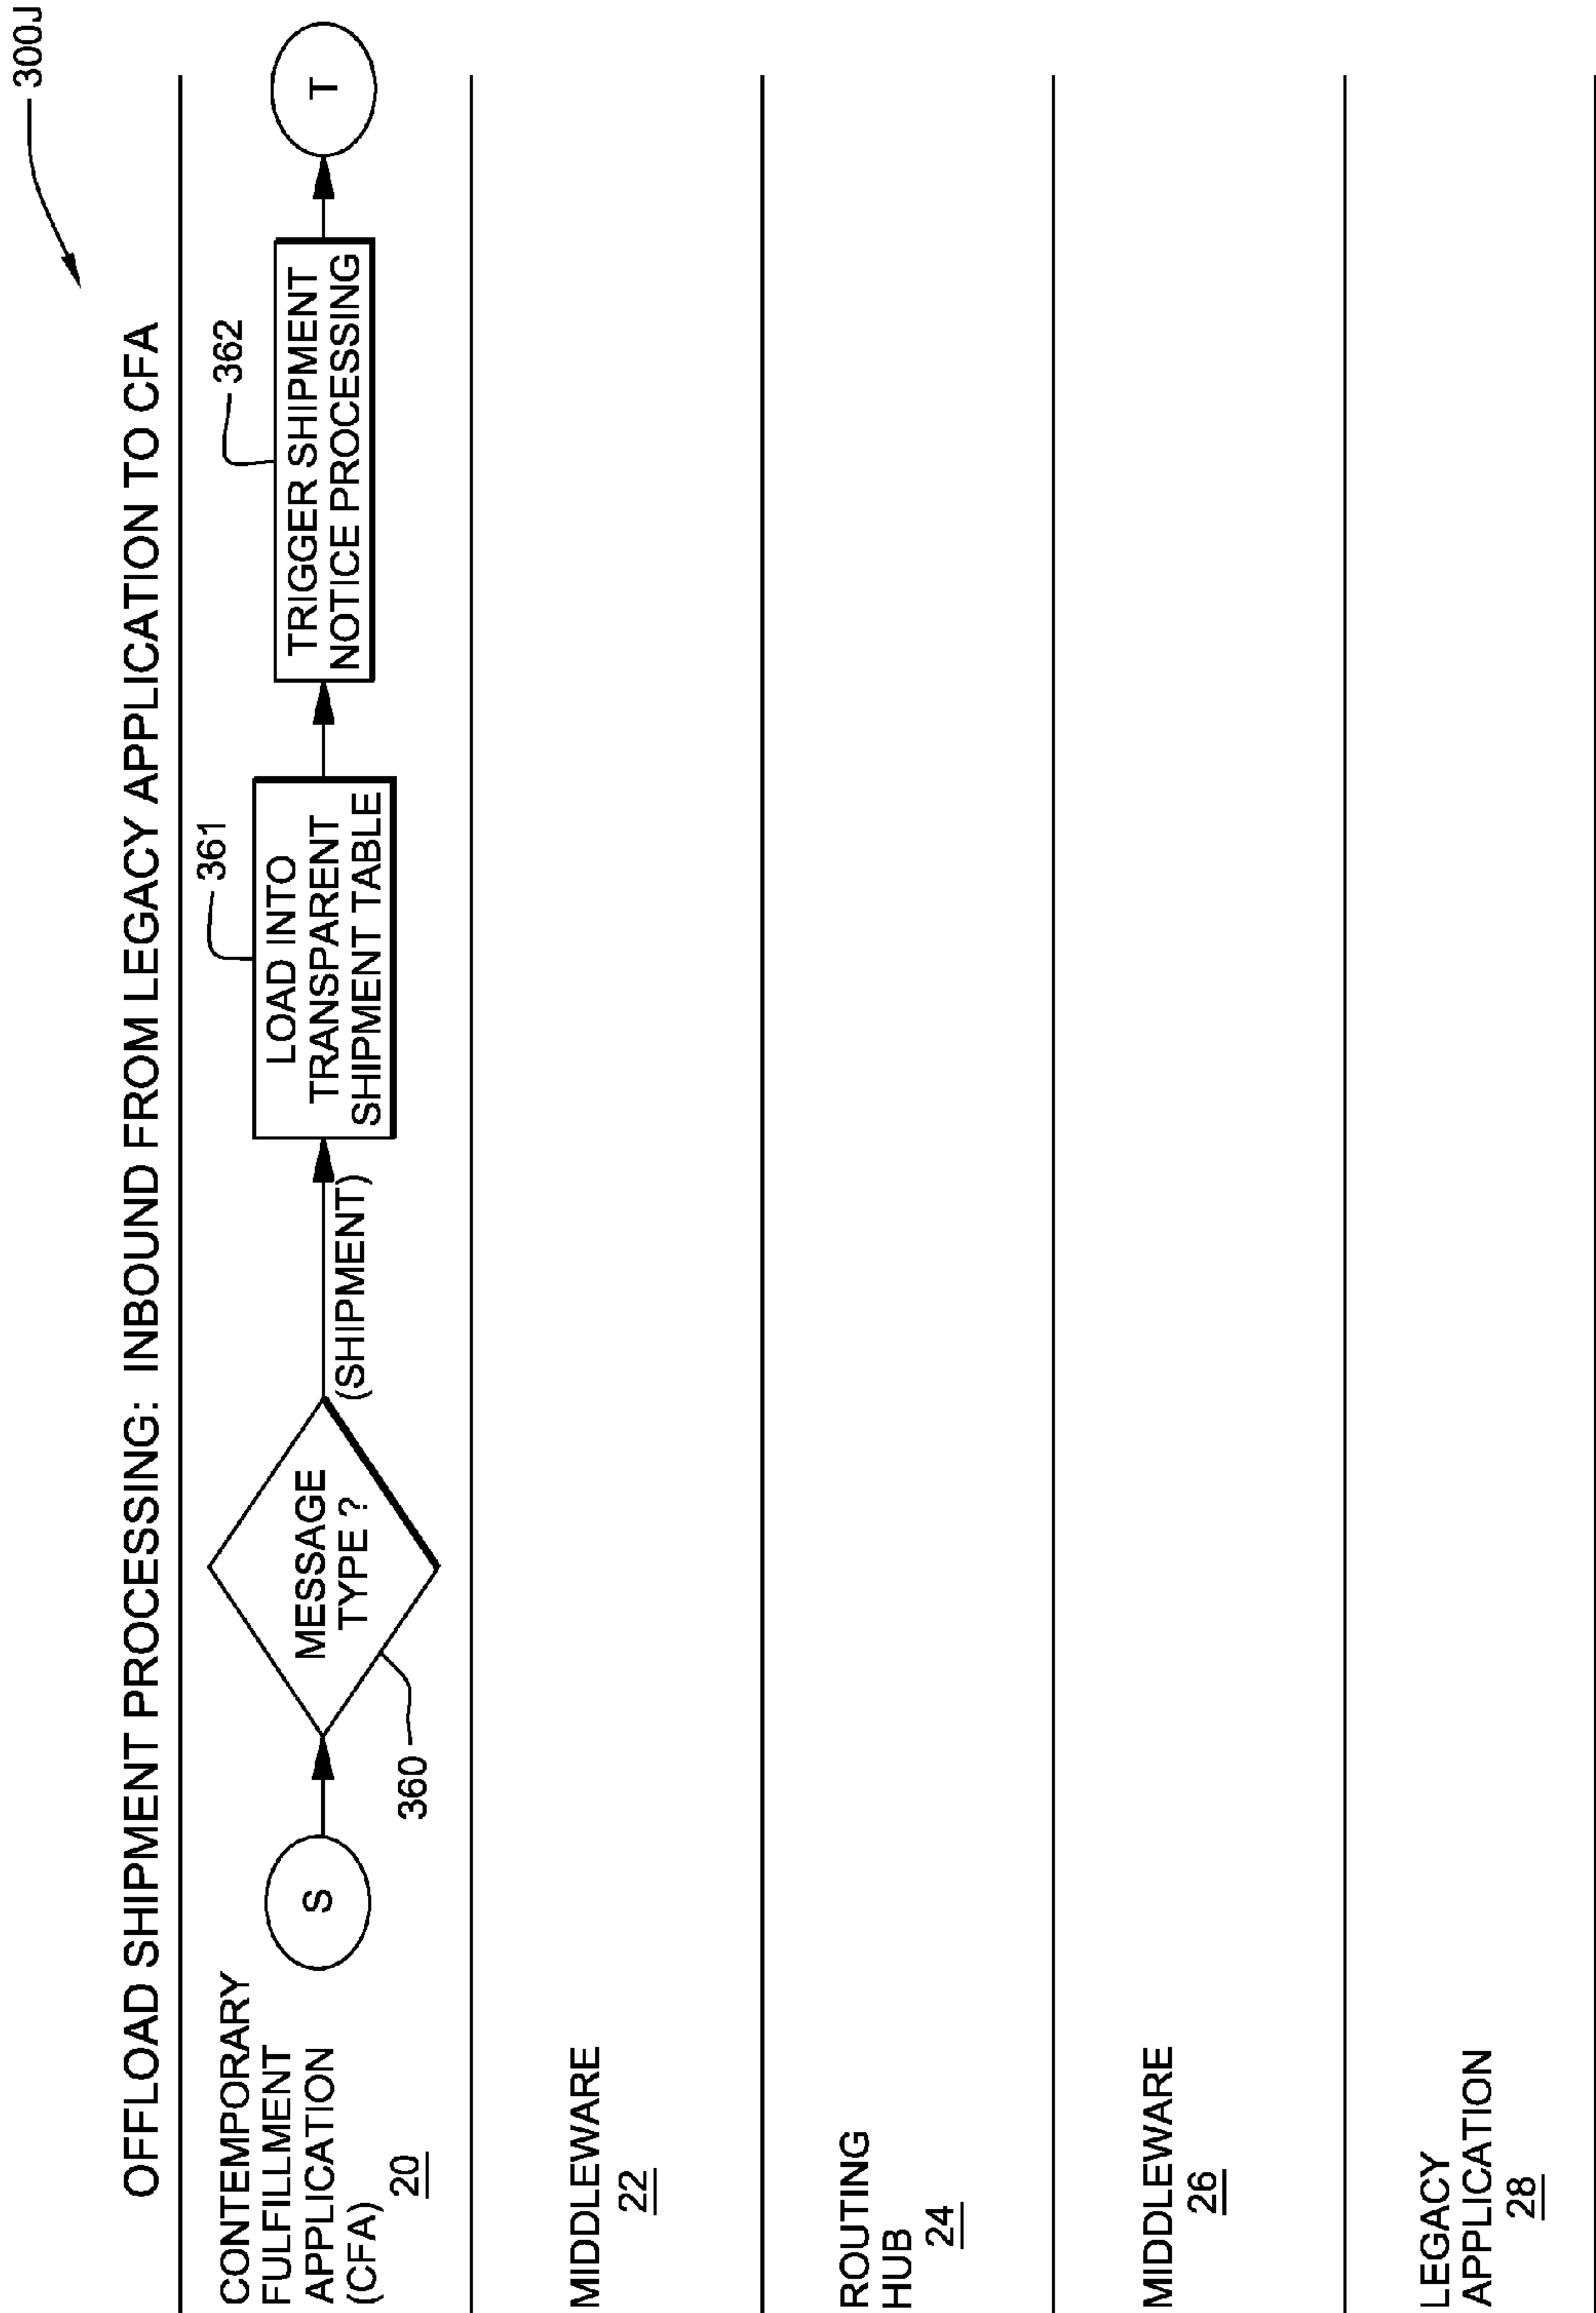 300J
OFFLOAD SHIPMENT PROCESSING: INBOUND FROM LEGACY APPLICATION TO CFA
CONTEMPORARY
FULFILLMENT
APPLICATION
(CFA)
20
S
MESSAGE
TYPE ?
360
(SHIPMENT)
361
LOAD INTO
TRANSPARENT
SHIPMENT TABLE
362
TRIGGER SHIPMENT
NOTICE PROCESSING
T
MIDDLEWARE
22
ROUTING
HUB
24
MIDDLEWARE
26
LEGACY
APPLICATION
28